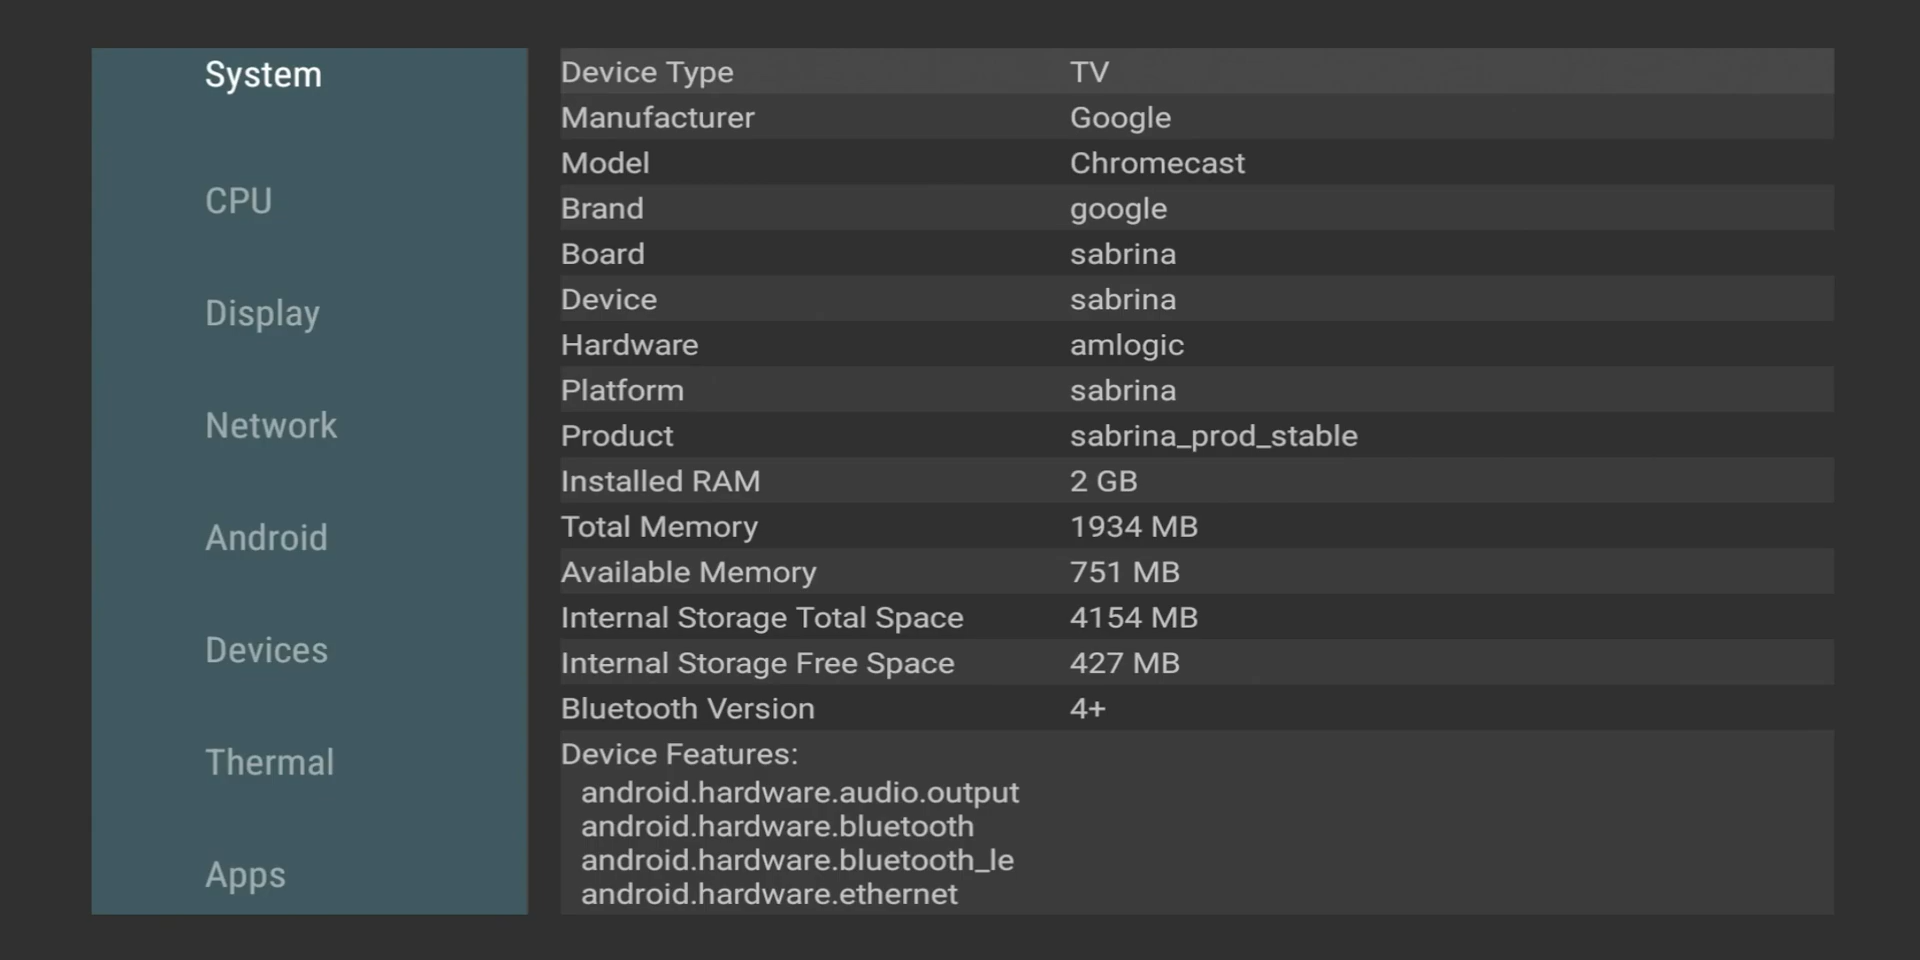 System
CPU
Display
Network
Android
Devices
Thermal
Apps
Device Type TV
Manufacturer Google
Model Chromecast
Brand google
Board sabrina
Device sabrina
Hardware amlogic
Platform sabrina
Product sabrina_prod_stable
Installed RAM 2 GB
Total Memory 1934 MB
Available Memory 751 MB
Internal Storage Total Space 4154 MB
Internal Storage Free Space 427 MB
Bluetooth Version 4+
Device Features:
android.hardware.audio.output
android.hardware.bluetooth
android.hardware.bluetooth_le
android.hardware.ethernet